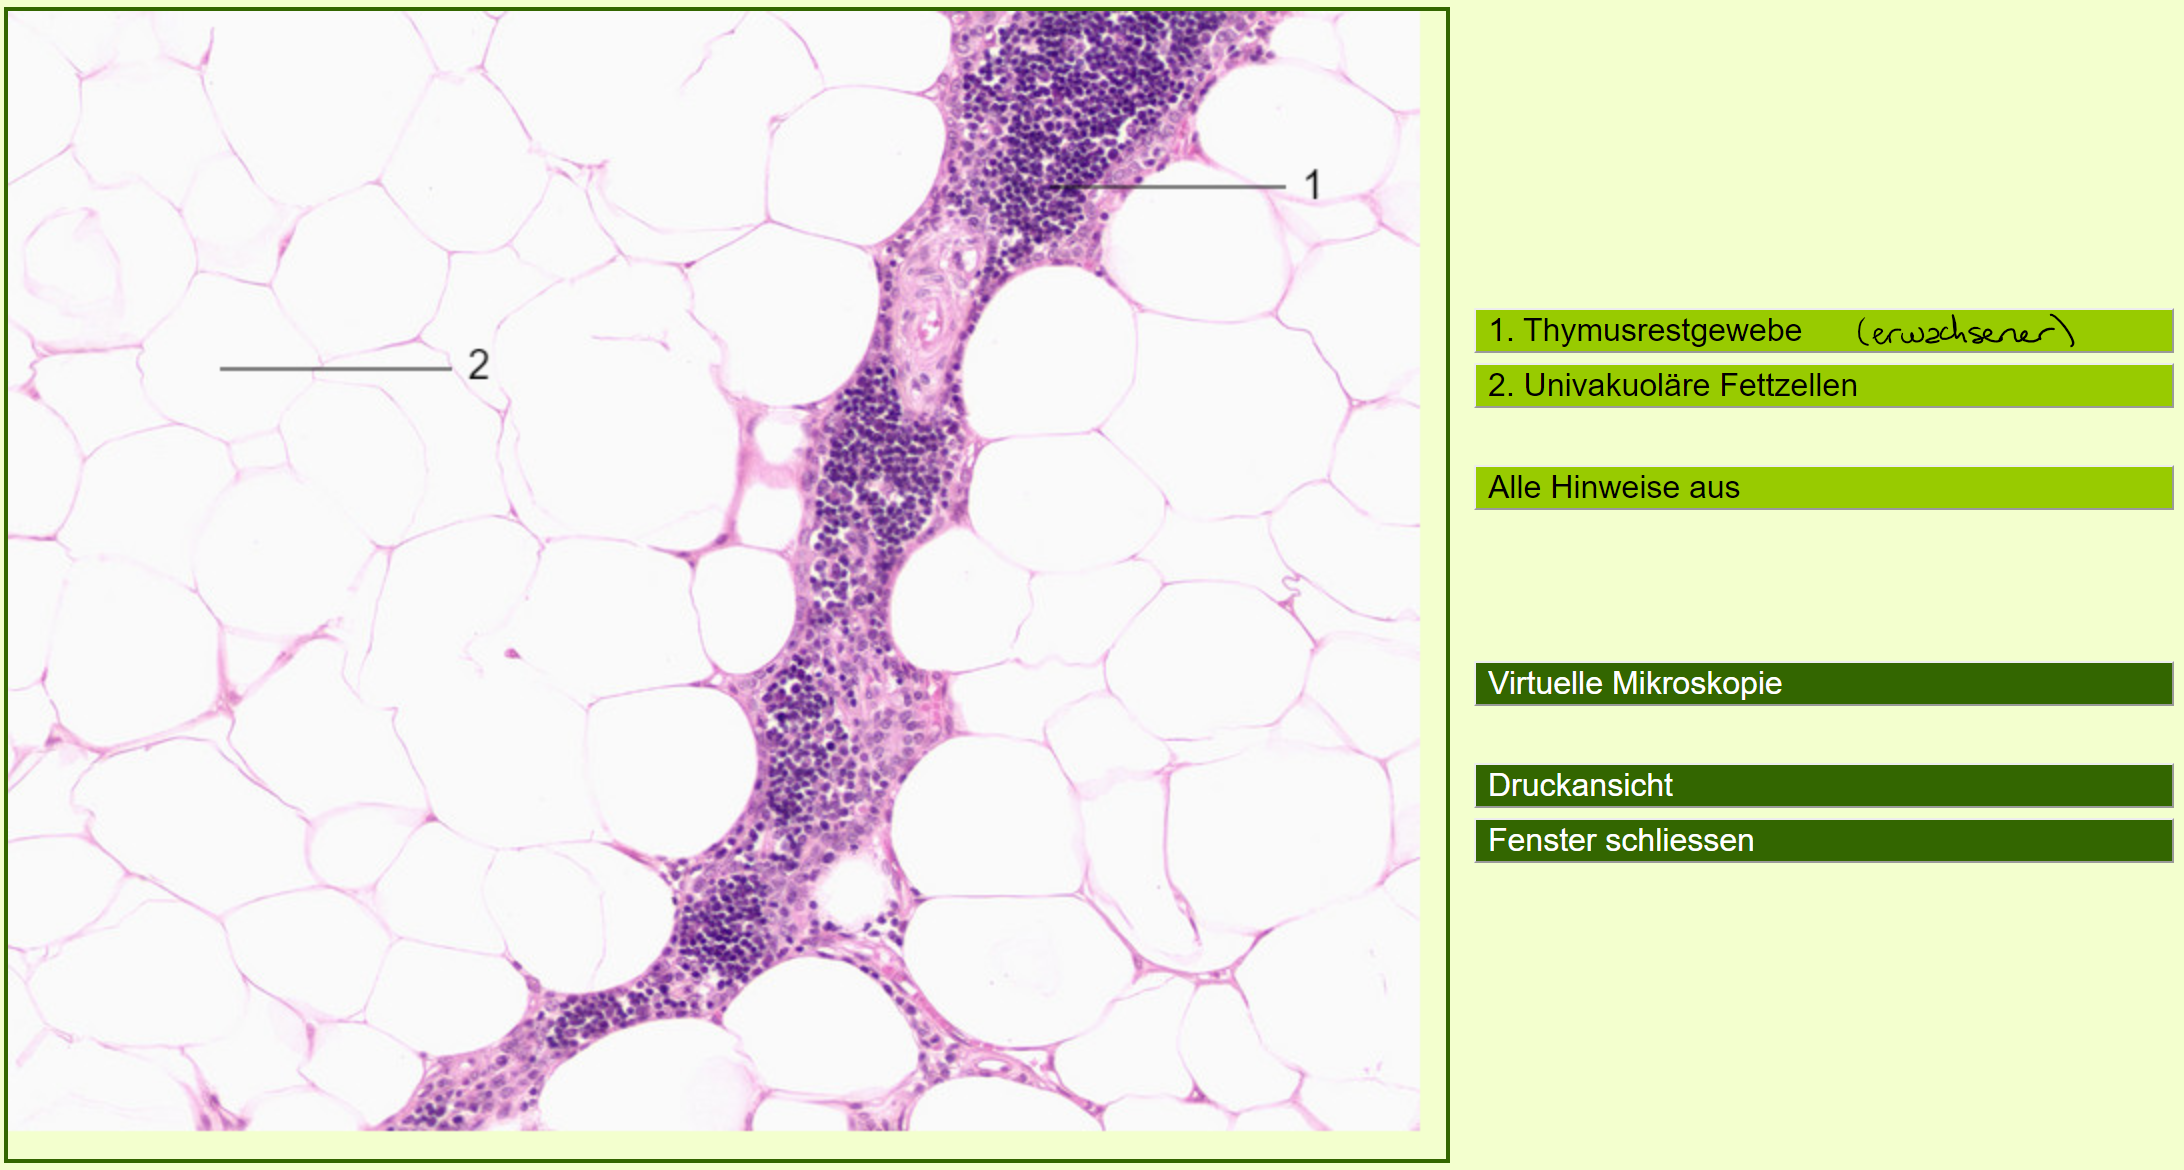 1
2
1. Thymusrestgewebe (erwachsener)
2. Univakuoläre Fettzellen
Alle Hinweise aus
Virtuelle Mikroskopie
Druckansicht
Fenster schliessen